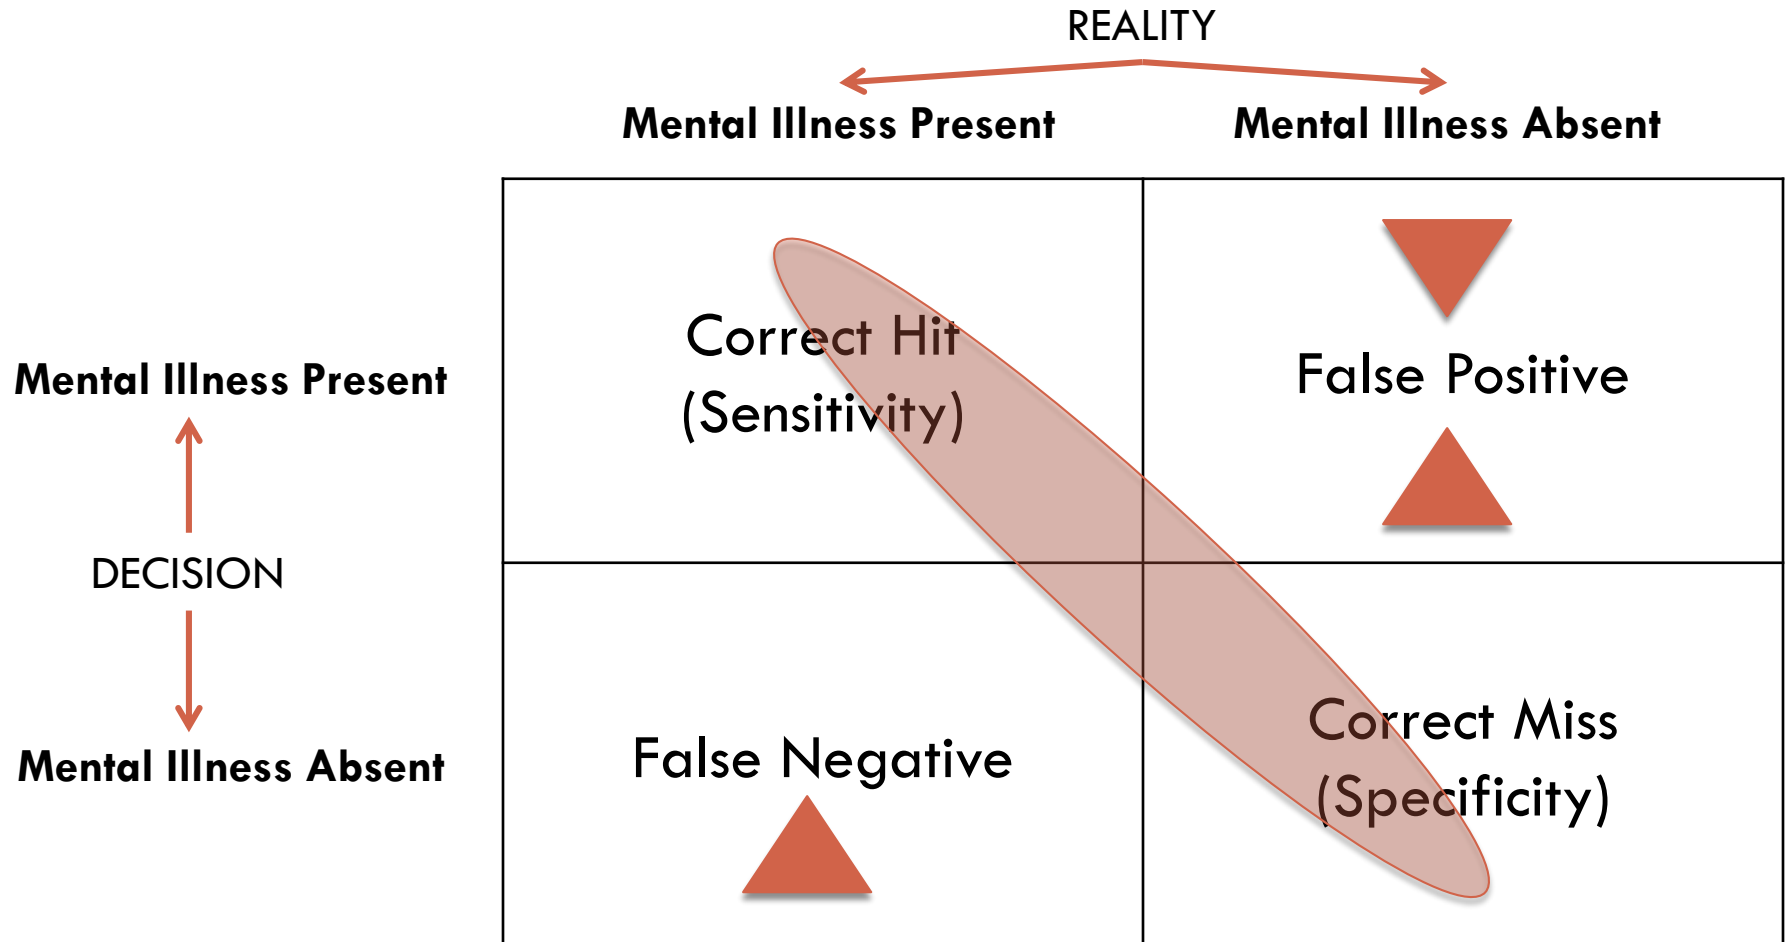 REALITY
Mental Illness Present
Mental Illness Absent
Correct Hit
(Sensitivity)
False Positive
Mental Illness Present
DECISION
Mental Illness Absent
False Negative
Correct Miss
(Specificity)